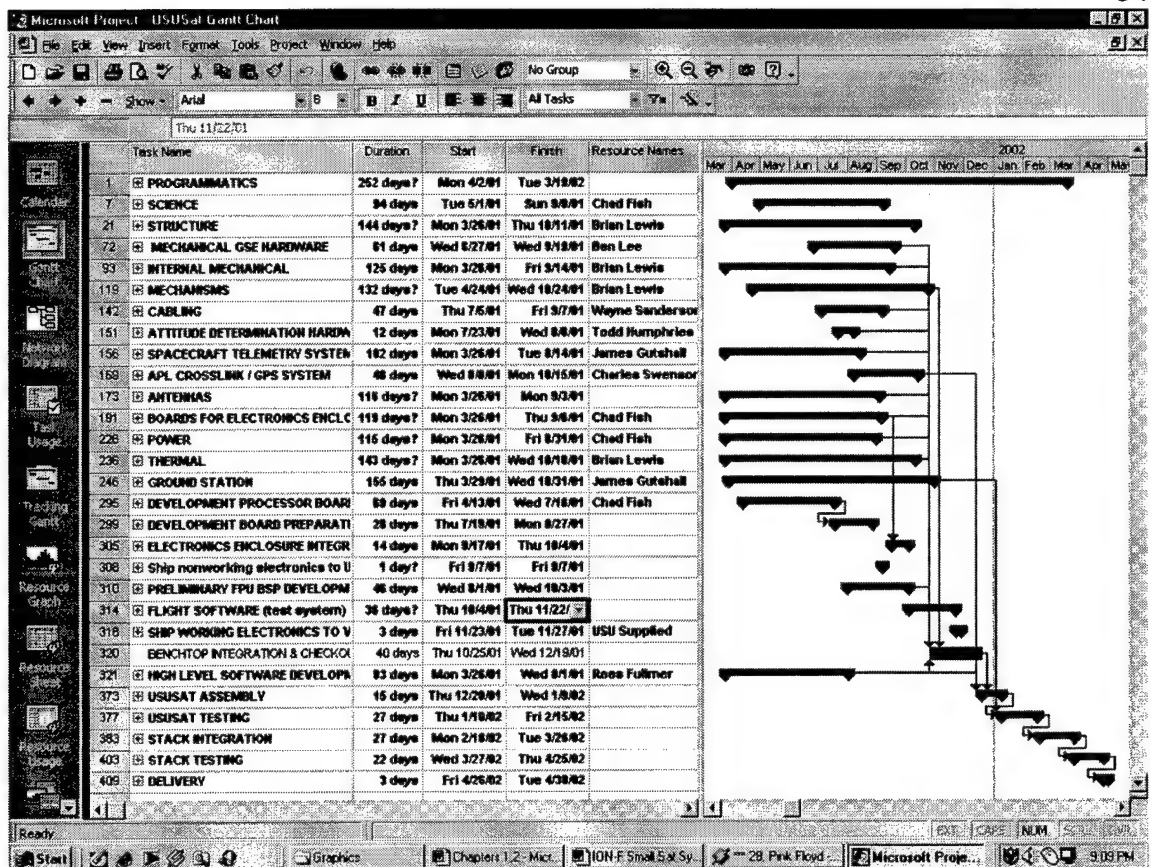 Microsoft Project - USUSat Gantt Chart
File Edit View Insert Format Tools Project Window Help
No Group
Show Arial 8 B I U All Tasks
Thu 11/22/01
Task Name Duration Start Finish Resource Names 2002
Mar Apr May Jun Jul Aug Sep Oct Nov Dec Jan Feb Mar Apr Ma
1 PROGRAMMATICS 252 days? Mon 4/2/01 Tue 3/19/02
7 SCIENCE 94 days Tue 5/1/01 Sun 9/9/01 Chad Fish
21 STRUCTURE 144 days? Mon 3/26/01 Thu 10/11/01 Brian Lewis
72 MECHANICAL GSE HARDWARE 61 days Wed 6/27/01 Wed 9/19/01 Ben Lee
93 INTERNAL MECHANICAL 125 days Mon 3/26/01 Fri 9/14/01 Brian Lewis
119 MECHANISMS 132 days? Tue 4/24/01 Wed 10/24/01 Brian Lewis
142 CABLING 47 days Thu 7/5/01 Fri 9/7/01 Wayne Sanderson
151 ATTITUDE DETERMINATION HARDW 12 days Mon 7/23/01 Wed 8/8/01 Todd Humphries
156 SPACECRAFT TELEMETRY SYSTEM 102 days Mon 3/26/01 Tue 8/14/01 James Gutshall
169 APL CROSSLINK / GPS SYSTEM 48 days Wed 8/8/01 Mon 10/15/01 Charles Swenson
173 ANTENNAS 116 days? Mon 3/26/01 Mon 9/3/01
191 BOARDS FOR ELECTRONICS ENCLO 119 days? Mon 3/26/01 Thu 9/6/01 Chad Fish
228 POWER 115 days? Mon 3/26/01 Fri 8/31/01 Chad Fish
236 THERMAL 143 days? Mon 3/26/01 Wed 10/10/01 Brian Lewis
246 GROUND STATION 155 days Thu 3/29/01 Wed 10/31/01 James Gutshall
295 DEVELOPMENT PROCESSOR BOARD 69 days Fri 4/13/01 Wed 7/18/01 Chad Fish
299 DEVELOPMENT BOARD PREPARATI 28 days Thu 7/19/01 Mon 8/27/01
305 ELECTRONICS ENCLOSURE INTEGR 14 days Mon 9/17/01 Thu 10/4/01
308 Ship nonworking electronics to U 1 day? Fri 9/7/01 Fri 9/7/01
310 PRELIMINARY FPU BSP DEVELOPM 46 days Wed 8/1/01 Wed 10/3/01
314 FLIGHT SOFTWARE (test system) 36 days? Thu 10/4/01 Thu 11/22/
318 SHIP WORKING ELECTRONICS TO V 3 days Fri 11/23/01 Tue 11/27/01 USU Supplied
320 BENCHTOP INTEGRATION & CHECKOU 40 days Thu 10/25/01 Wed 12/19/01
321 HIGH LEVEL SOFTWARE DEVELOPM 93 days Mon 3/26/01 Wed 8/1/01 Rees Fullmer
373 USUSAT ASSEMBLY 15 days Thu 12/20/01 Wed 1/9/02
377 USUSAT TESTING 27 days Thu 1/10/02 Fri 2/15/02
383 STACK INTEGRATION 27 days Mon 2/18/02 Tue 3/26/02
403 STACK TESTING 22 days Wed 3/27/02 Thu 4/25/02
409 DELIVERY 3 days Fri 4/26/02 Tue 4/30/02
Calendar
Gantt
Network Diagram
Task Usage
Tracking Gantt
Resource Graph
Resource
Resource Usage
Ready EXT CAPS NUM SCRL OVR
Start Graphics Chapters 1,2 - Micr... ION-F Small Sat Sy... 28. Pink Floyd - Microsoft Proje... 9:03 PM